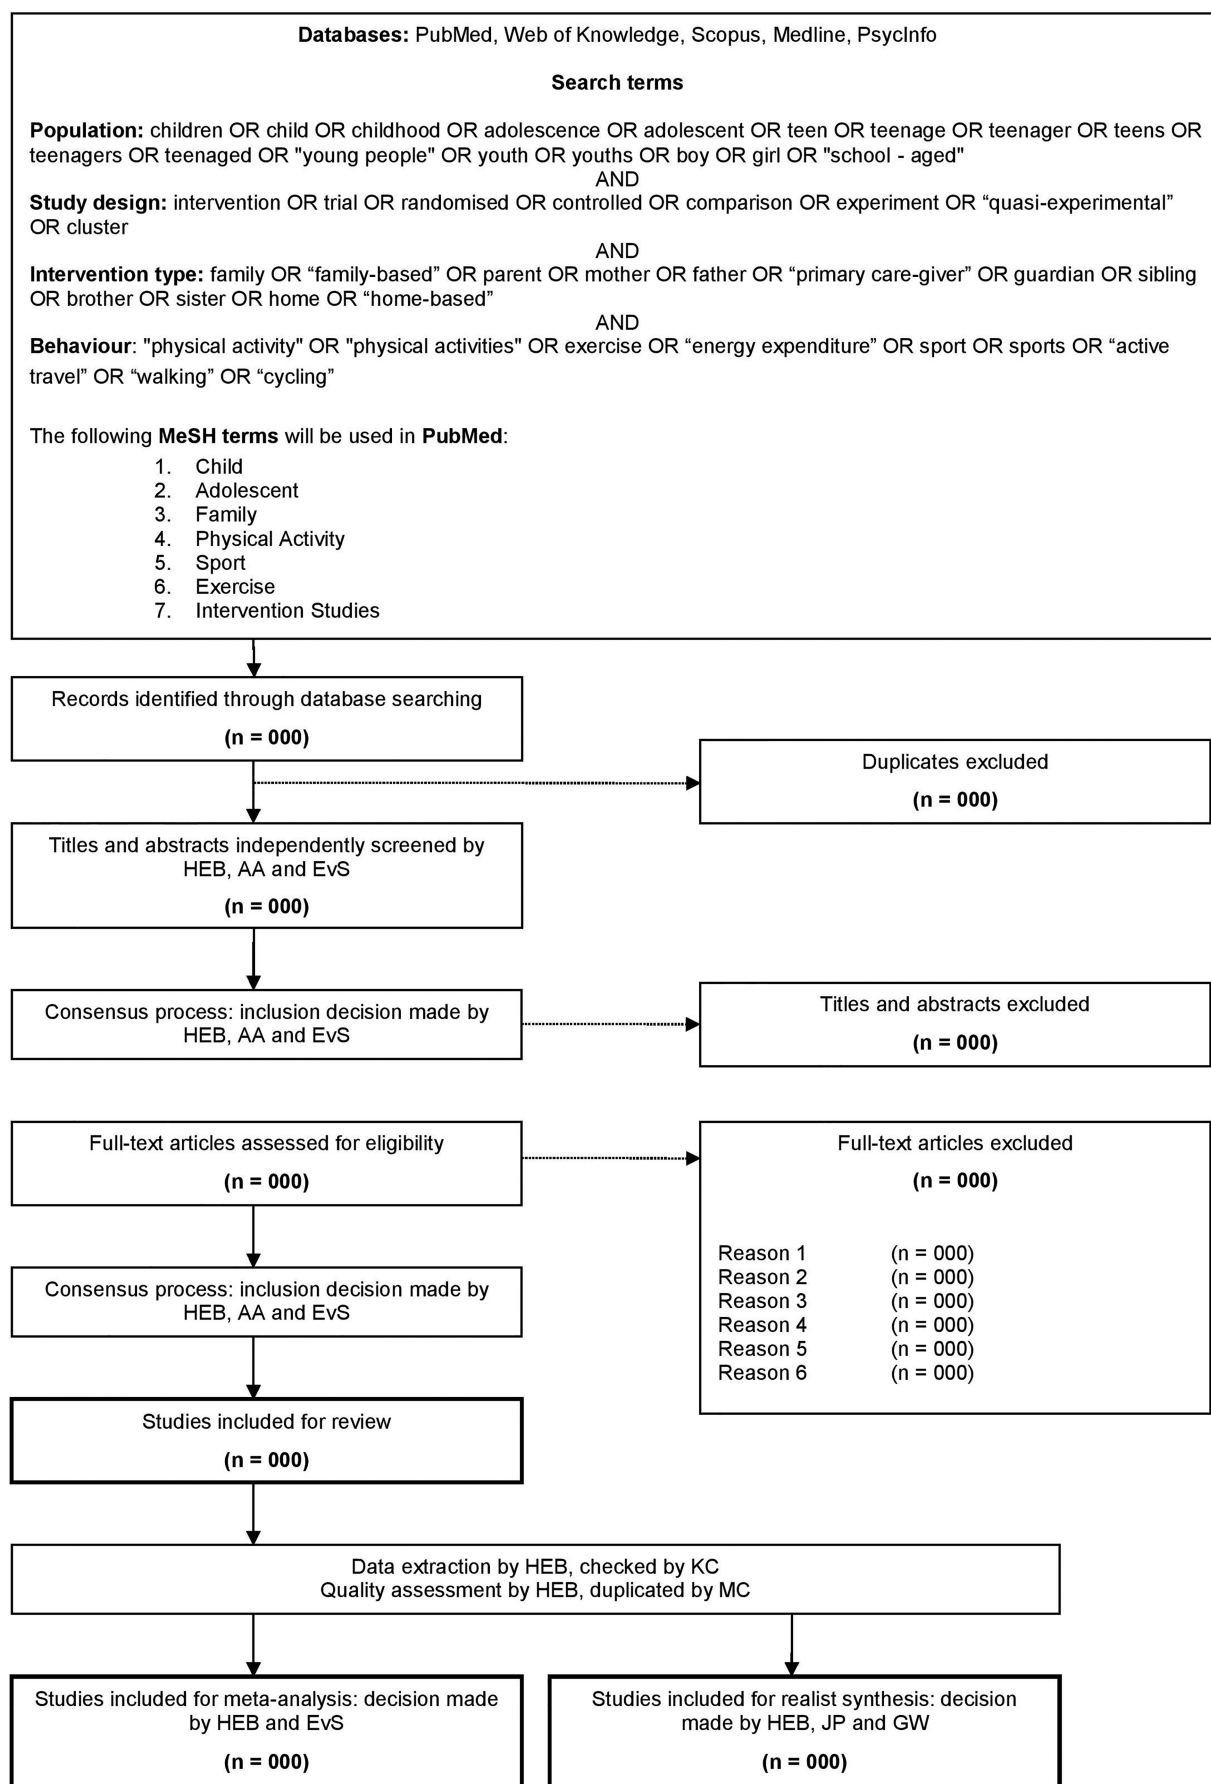 Databases: PubMed, Web of Knowledge, Scopus, Medline, PsycInfo
Search terms
Population: children OR child OR childhood OR adolescence OR adolescent OR teen OR teenage OR teenager OR teens OR
teenagers OR teenaged OR "young people" OR youth OR youths OR boy OR girl OR "school - aged"
AND
Study design: intervention OR trial OR randomised OR controlled OR comparison OR experiment OR “quasi-experimental”
OR cluster
AND
Intervention type: family OR “family-based” OR parent OR mother OR father OR “primary care-giver” OR guardian OR sibling
OR brother OR sister OR home OR “home-based”
AND
Behaviour: "physical activity" OR "physical activities" OR exercise OR “energy expenditure” OR sport OR sports OR “active
travel” OR “walking” OR “cycling”
The following MeSH terms will be used in PubMed:
1. Child
2. Adolescent
3. Family
4. Physical Activity
5. Sport
6. Exercise
7. Intervention Studies
Records identified through database searching
(n = 000)
Duplicates excluded
(n = 000)
Titles and abstracts independently screened by
HEB, AA and EvS
(n = 000)
Consensus process: inclusion decision made by
HEB, AA and EvS
Titles and abstracts excluded
(n = 000)
Full-text articles assessed for eligibility
(n = 000)
Full-text articles excluded
(n = 000)
Reason 1 (n = 000)
Reason 2 (n = 000)
Reason 3 (n = 000)
Reason 4 (n = 000)
Reason 5 (n = 000)
Reason 6 (n = 000)
Consensus process: inclusion decision made by
HEB, AA and EvS
Studies included for review
(n = 000)
Data extraction by HEB, checked by KC
Quality assessment by HEB, duplicated by MC
Studies included for meta-analysis: decision made
by HEB and EvS
(n = 000)
Studies included for realist synthesis: decision
made by HEB, JP and GW
(n = 000)